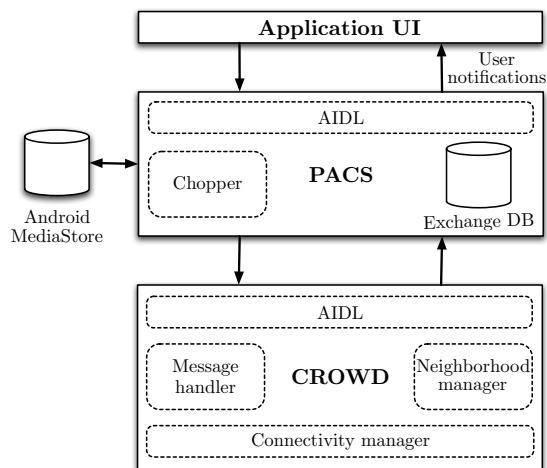 Application UI
User
notifications
AIDL
Chopper
PACS
Exchange DB
Android
MediaStore
AIDL
Message
handler
CROWD
Neighborhood
manager
Connectivity manager